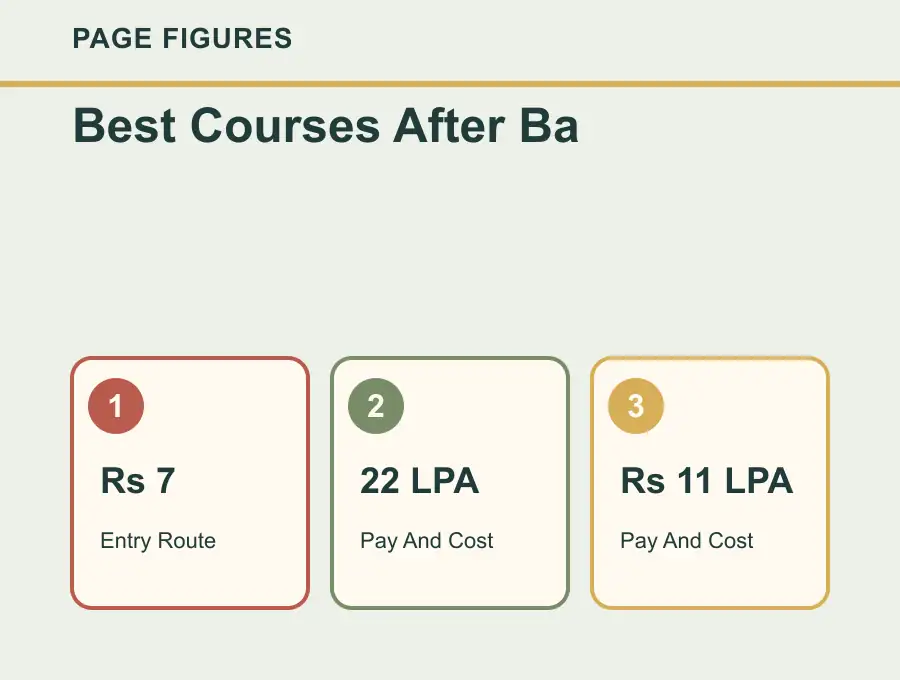 PAGE FIGURES
Best Courses After Ba
1
Rs 7
Entry Route
2
22 LPA
Pay And Cost
3
Rs 11 LPA
Pay And Cost